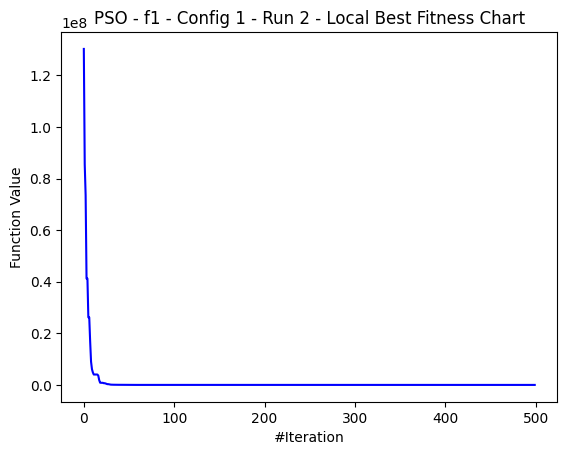 PSO - f1 - Config 1 - Run 2 - Local Best Fitness Chart
1e8
1.2
1.0
0.8
0.6
0.4
0.2
0.0
Function Value
0 100 200 300 400 500
#Iteration